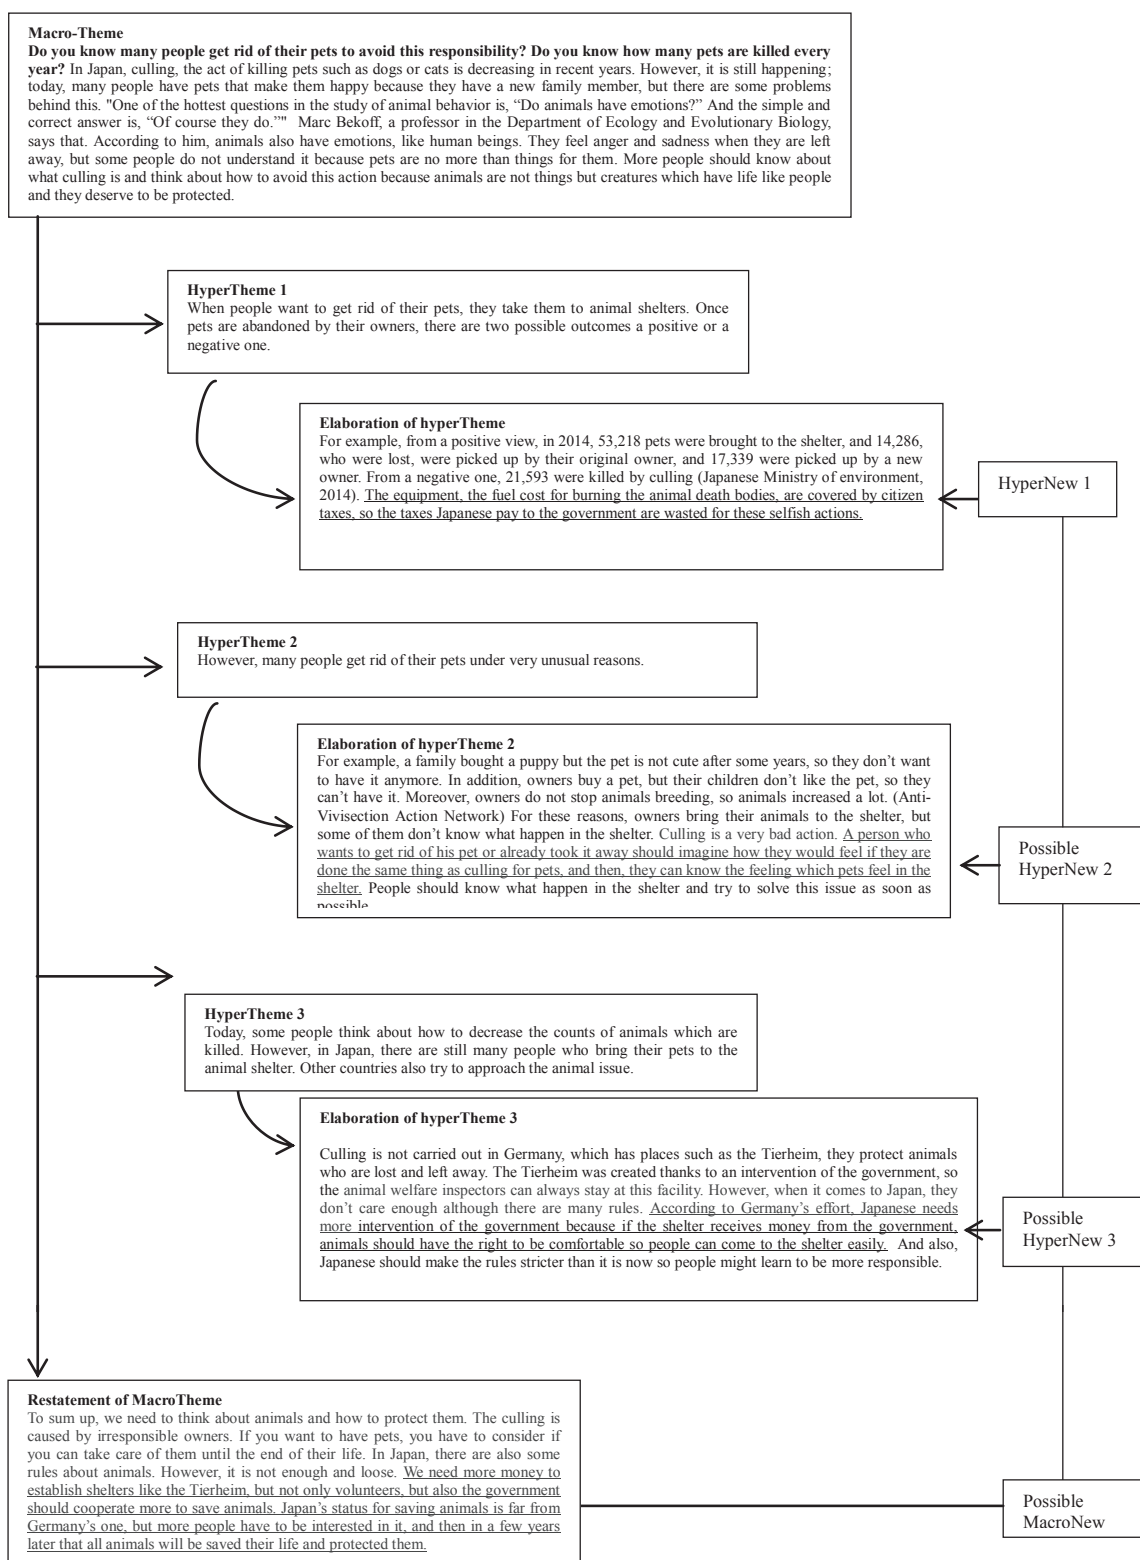 Macro-Theme
Do you know many people get rid of their pets to avoid this responsibility? Do you know how many pets are killed every
year? In Japan, culling, the act of killing pets such as dogs or cats is decreasing in recent years. However, it is still happening;
today, many people have pets that make them happy because they have a new family member, but there are some problems
behind this. "One of the hottest questions in the study of animal behavior is, “Do animals have emotions?” And the simple and
correct answer is, “Of course they do.”" Marc Bekoff, a professor in the Department of Ecology and Evolutionary Biology,
says that. According to him, animals also have emotions, like human beings. They feel anger and sadness when they are left
away, but some people do not understand it because pets are no more than things for them. More people should know about
what culling is and think about how to avoid this action because animals are not things but creatures which have life like people
and they deserve to be protected.
HyperTheme 1
When people want to get rid of their pets, they take them to animal shelters. Once
pets are abandoned by their owners, there are two possible outcomes a positive or a
negative one.
Elaboration of hyperTheme
For example, from a positive view, in 2014, 53,218 pets were brought to the shelter, and 14,286,
who were lost, were picked up by their original owner, and 17,339 were picked up by a new
owner. From a negative one, 21,593 were killed by culling (Japanese Ministry of environment,
2014). The equipment, the fuel cost for burning the animal death bodies, are covered by citizen
taxes, so the taxes Japanese pay to the government are wasted for these selfish actions.
HyperNew 1
HyperTheme 2
However, many people get rid of their pets under very unusual reasons.
Elaboration of hyperTheme 2
For example, a family bought a puppy but the pet is not cute after some years, so they don’t want
to have it anymore. In addition, owners buy a pet, but their children don’t like the pet, so they
can’t have it. Moreover, owners do not stop animals breeding, so animals increased a lot. (Anti-
Vivisection Action Network) For these reasons, owners bring their animals to the shelter, but
some of them don’t know what happen in the shelter. Culling is a very bad action. A person who
wants to get rid of his pet or already took it away should imagine how they would feel if they are
done the same thing as culling for pets, and then, they can know the feeling which pets feel in the
shelter. People should know what happen in the shelter and try to solve this issue as soon as
possible
Possible
HyperNew 2
HyperTheme 3
Today, some people think about how to decrease the counts of animals which are
killed. However, in Japan, there are still many people who bring their pets to the
animal shelter. Other countries also try to approach the animal issue.
Elaboration of hyperTheme 3
Culling is not carried out in Germany, which has places such as the Tierheim, they protect animals
who are lost and left away. The Tierheim was created thanks to an intervention of the government, so
the animal welfare inspectors can always stay at this facility. However, when it comes to Japan, they
don’t care enough although there are many rules. According to Germany’s effort, Japanese needs
more intervention of the government because if the shelter receives money from the government,
animals should have the right to be comfortable so people can come to the shelter easily. And also,
Japanese should make the rules stricter than it is now so people might learn to be more responsible.
Possible
HyperNew 3
Restatement of MacroTheme
To sum up, we need to think about animals and how to protect them. The culling is
caused by irresponsible owners. If you want to have pets, you have to consider if
you can take care of them until the end of their life. In Japan, there are also some
rules about animals. However, it is not enough and loose. We need more money to
establish shelters like the Tierheim, but not only volunteers, but also the government
should cooperate more to save animals. Japan’s status for saving animals is far from
Germany’s one, but more people have to be interested in it, and then in a few years
later that all animals will be saved their life and protected them.
Possible
MacroNew